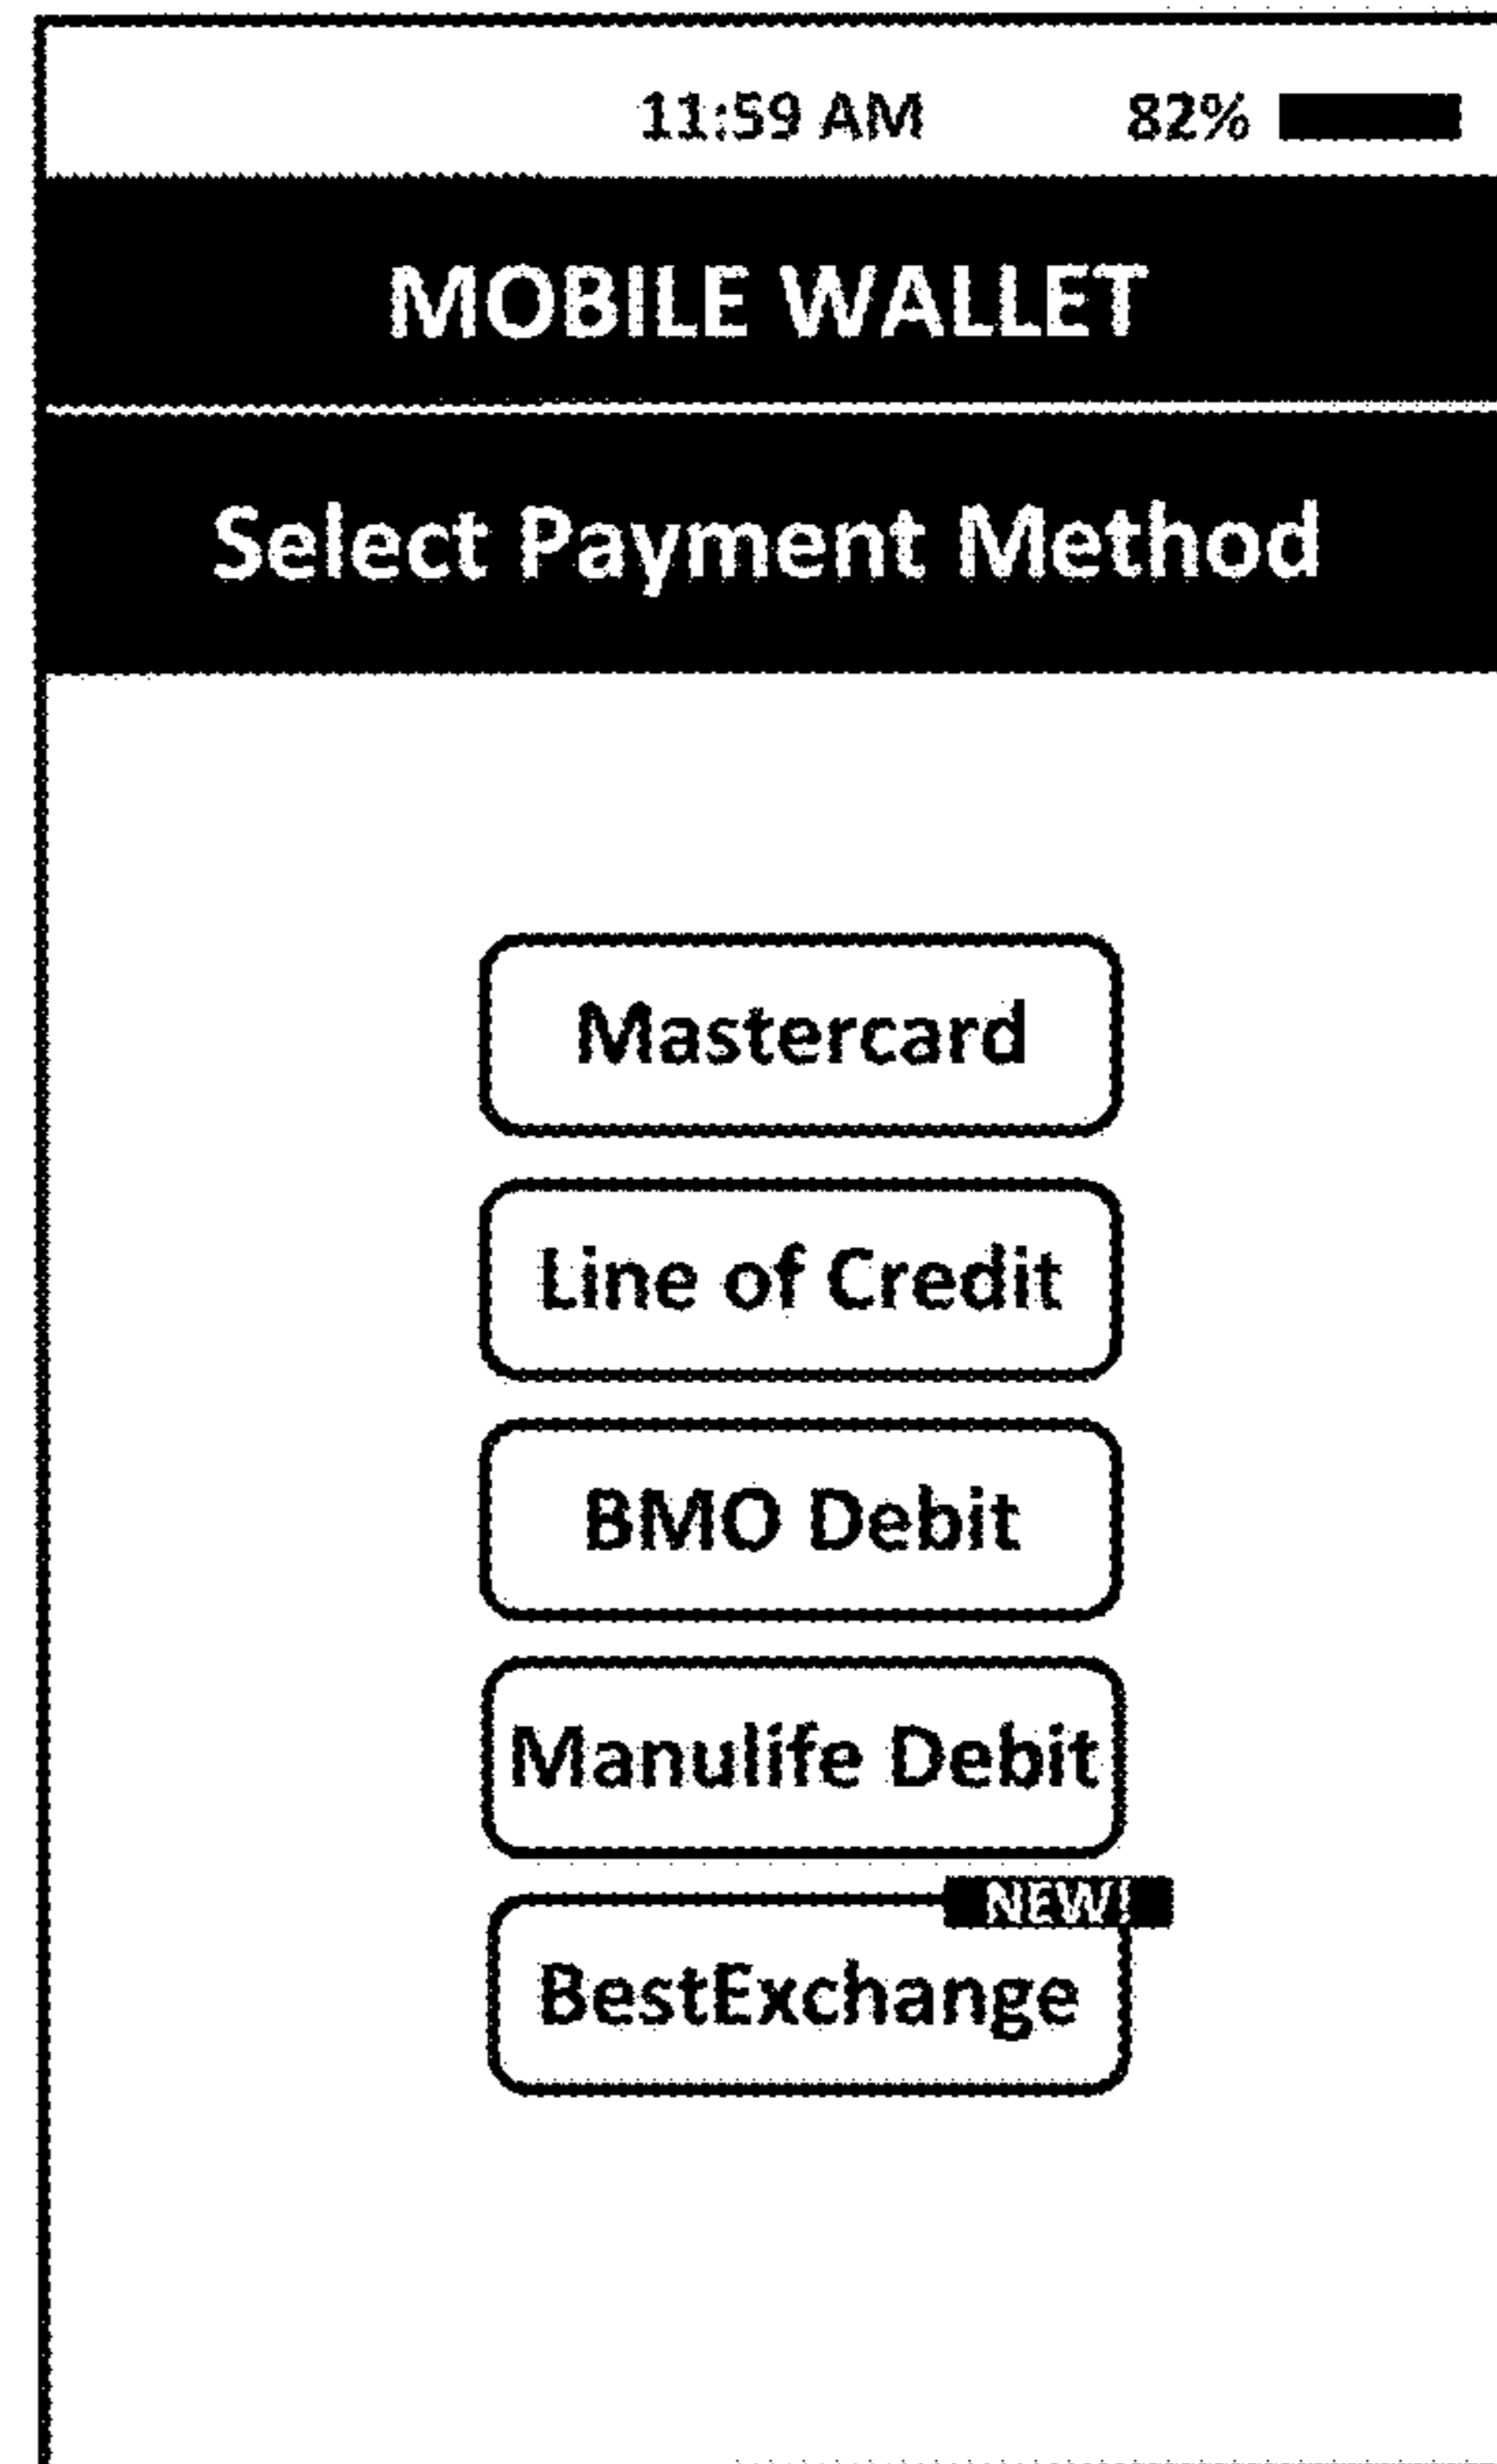 11:59 AM 82%
MOBILE WALLET
Select Payment Method
Mastercard
Line of Credit
BMO Debit
Manulife Debit
NEW!
BestExchange